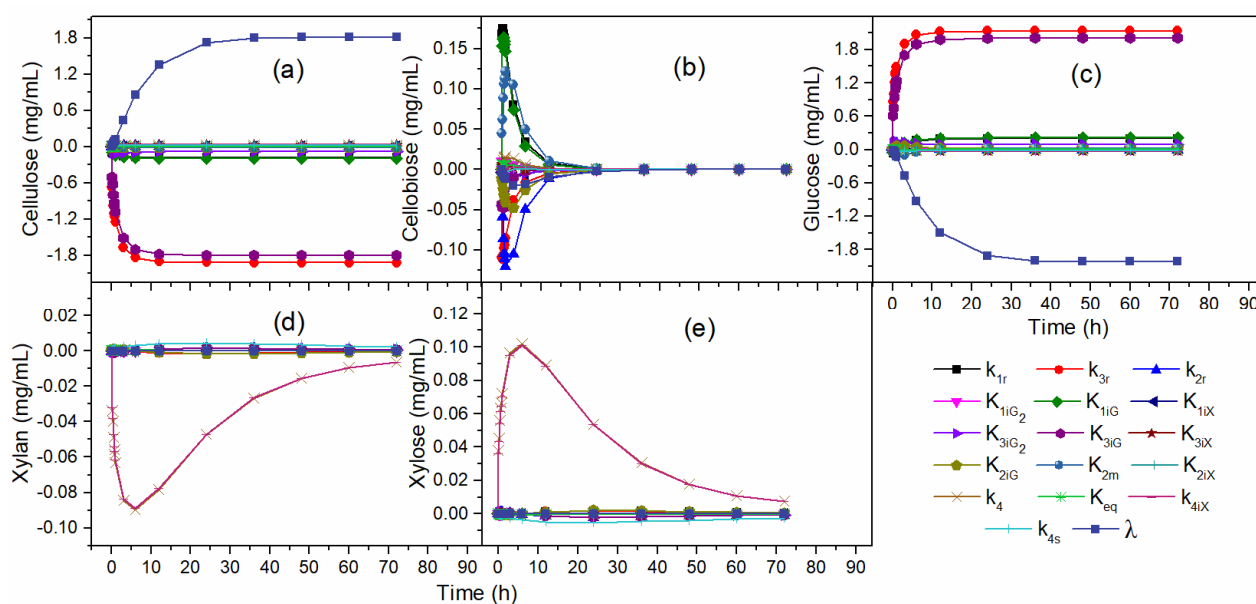 (a)
Cellulose (mg/mL)
1.8
1.2
0.6
0.0
-0.6
-1.2
-1.8
(b)
Cellobiose (mg/mL)
0.15
0.10
0.05
0.00
-0.05
-0.10
(c)
Glucose (mg/mL)
1.8
1.2
0.6
0.0
-0.6
-1.2
-1.8
0 10 20 30 40 50 60 70 80 90
Time (h)
(d)
Xylan (mg/mL)
0.02
0.00
-0.02
-0.04
-0.06
-0.08
-0.10
0 10 20 30 40 50 60 70 80 90
(e)
Xylose (mg/mL)
0.12
0.10
0.08
0.06
0.04
0.02
0.00
0 10 20 30 40 50 60 70 80 90
Time (h)
k1r k3r k2r
K1iG2 K1iG K1iX
K3iG2 K3iG K3iX
K2iG K2m K2iX
k4 Keq k4iX
k4s λ